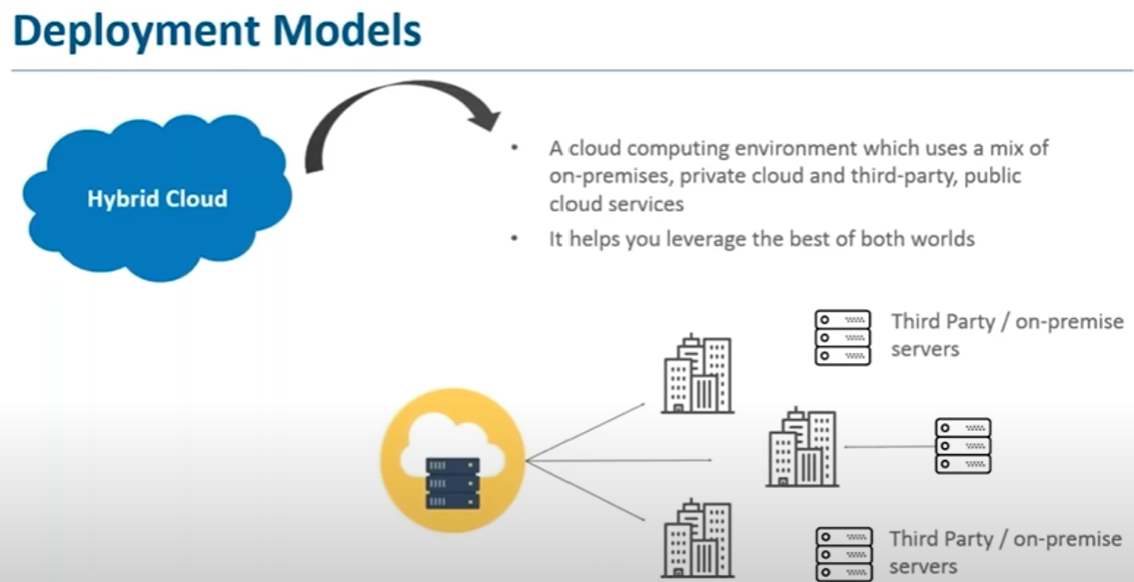 Deployment Models
Hybrid Cloud
• A cloud computing environment which uses a mix of
on-premises, private cloud and third-party, public
cloud services
• It helps you leverage the best of both worlds
Third Party / on-premise
servers
Third Party / on-premise
servers